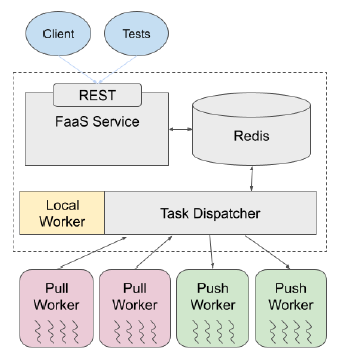 Client
Tests
REST
FaaS Service
Redis
Local
Worker
Task Dispatcher
Pull
Worker
Pull
Worker
Push
Worker
Push
Worker